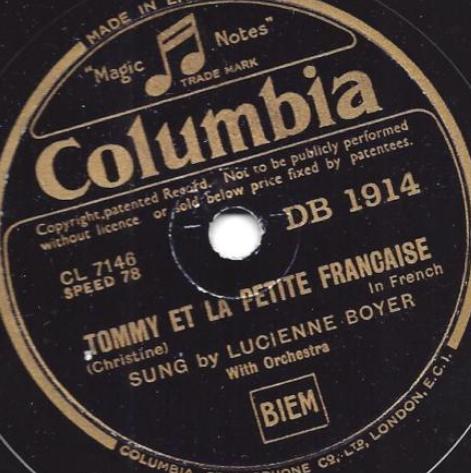 MADE IN
"Magic Notes"
TRADE MARK
Columbia
Copyright, patented Record. Not to be publicly performed
without licence or sold below price fixed by patentees.
DB 1914
CL 7146
SPEED 78
TOMMY ET LA PETITE FRANCAISE
(Christine)
In French
SUNG by LUCIENNE BOYER
With Orchestra
BIEM
COLUMBIA PHONE CO., LTD, LONDON, E.C.1.